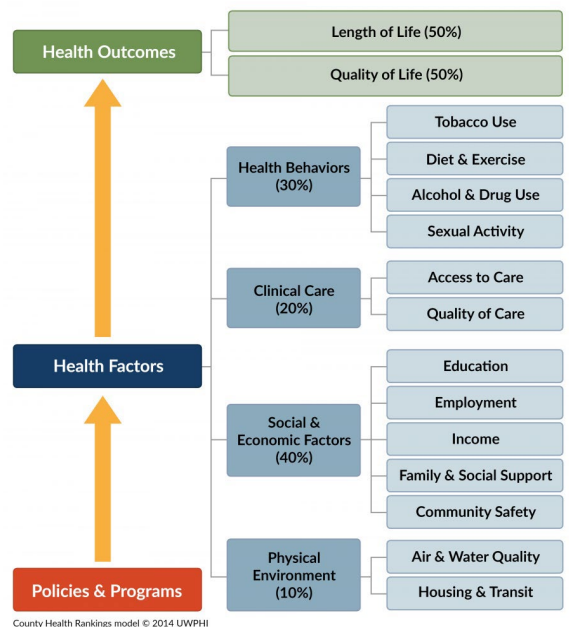 Health Outcomes
Length of Life (50%)
Quality of Life (50%)
Health Factors
Health Behaviors
(30%)
Tobacco Use
Diet & Exercise
Alcohol & Drug Use
Sexual Activity
Clinical Care
(20%)
Access to Care
Quality of Care
Social &
Economic Factors
(40%)
Education
Employment
Income
Family & Social Support
Community Safety
Physical
Environment
(10%)
Air & Water Quality
Housing & Transit
Policies & Programs
County Health Rankings model © 2014 UWPHI